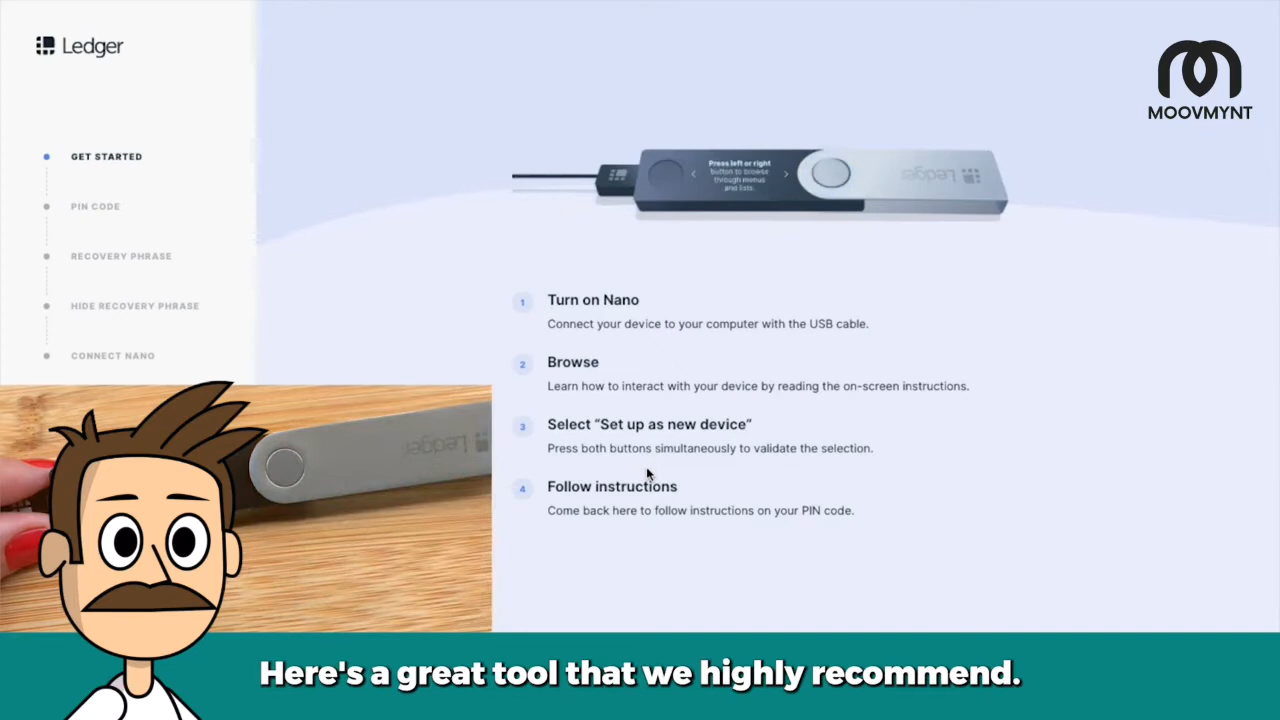 Ledger
MOOVMYNT
GET STARTED
PIN CODE
RECOVERY PHRASE
HIDE RECOVERY PHRASE
CONNECT NANO
Press left or right
button to browse
through menus
and lists.
Ledger
1 Turn on Nano
Connect your device to your computer with the USB cable.
2 Browse
Learn how to interact with your device by reading the on-screen instructions.
3 Select “Set up as new device”
Press both buttons simultaneously to validate the selection.
4 Follow instructions
Come back here to follow instructions on your PIN code.
Ledger
Here's a great tool that we highly recommend.